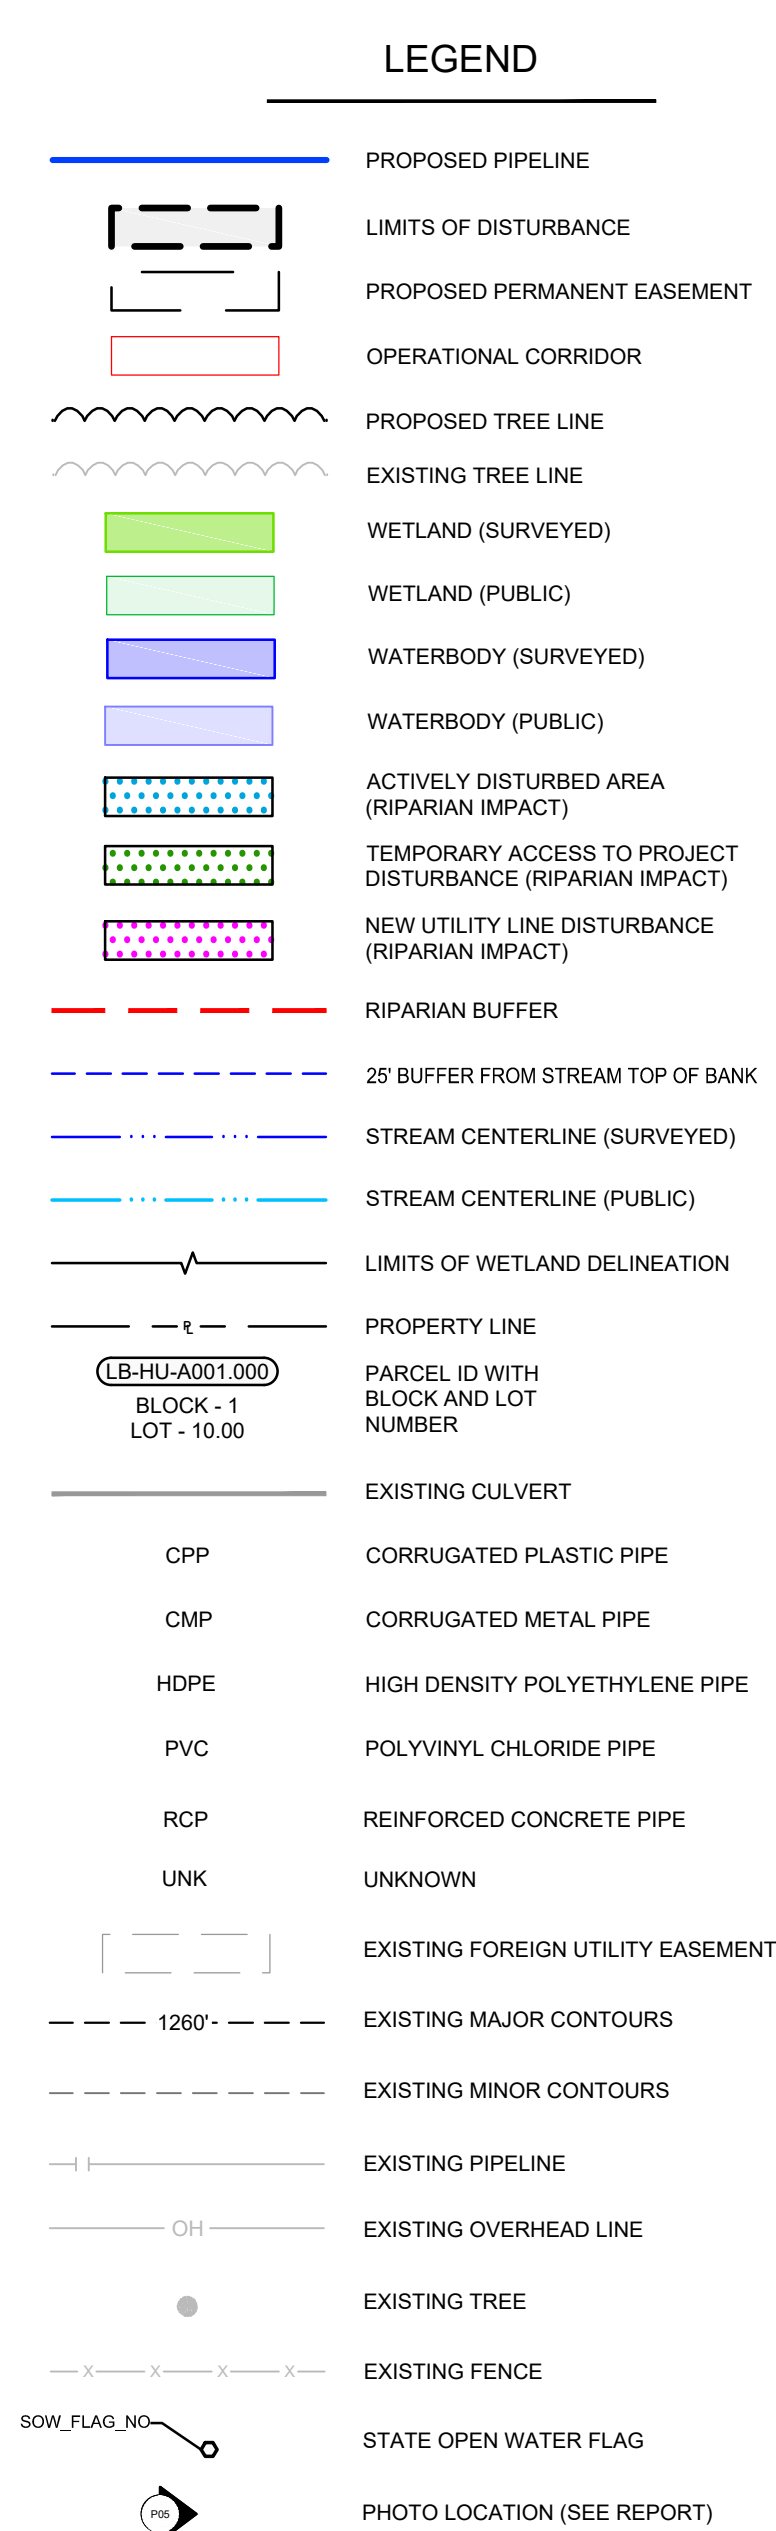 LEGEND
PROPOSED PIPELINE
LIMITS OF DISTURBANCE
PROPOSED PERMANENT EASEMENT
OPERATIONAL CORRIDOR
PROPOSED TREE LINE
EXISTING TREE LINE
WETLAND (SURVEYED)
WETLAND (PUBLIC)
WATERBODY (SURVEYED)
WATERBODY (PUBLIC)
ACTIVELY DISTURBED AREA
(RIPARIAN IMPACT)
TEMPORARY ACCESS TO PROJECT
DISTURBANCE (RIPARIAN IMPACT)
NEW UTILITY LINE DISTURBANCE
(RIPARIAN IMPACT)
RIPARIAN BUFFER
25' BUFFER FROM STREAM TOP OF BANK
STREAM CENTERLINE (SURVEYED)
STREAM CENTERLINE (PUBLIC)
LIMITS OF WETLAND DELINEATION
PL PROPERTY LINE
LB-HU-A001.000
BLOCK - 1
LOT - 10.00
PARCEL ID WITH
BLOCK AND LOT
NUMBER
EXISTING CULVERT
CPP CORRUGATED PLASTIC PIPE
CMP CORRUGATED METAL PIPE
HDPE HIGH DENSITY POLYETHYLENE PIPE
PVC POLYVINYL CHLORIDE PIPE
RCP REINFORCED CONCRETE PIPE
UNK UNKNOWN
EXISTING FOREIGN UTILITY EASEMENT
1260' EXISTING MAJOR CONTOURS
EXISTING MINOR CONTOURS
EXISTING PIPELINE
OH EXISTING OVERHEAD LINE
EXISTING TREE
X X X X EXISTING FENCE
SOW_FLAG_NO
STATE OPEN WATER FLAG
P05 PHOTO LOCATION (SEE REPORT)